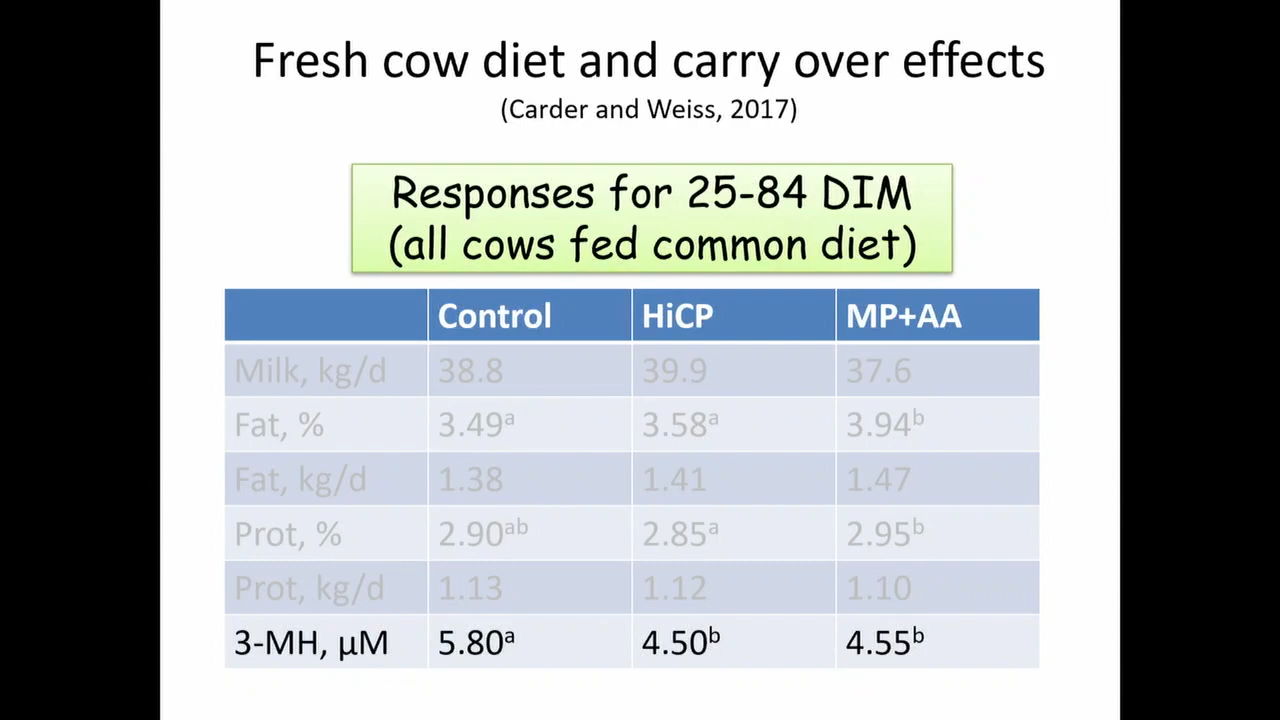 Fresh cow diet and carry over effects
(Carder and Weiss, 2017)
Responses for 25-84 DIM
(all cows fed common diet)
Control HiCP MP+AA
Milk, kg/d 38.8 39.9 37.6
Fat, % 3.49ᵃ 3.58ᵃ 3.94ᵇ
Fat, kg/d 1.38 1.41 1.47
Prot, % 2.90ᵃᵇ 2.85ᵃ 2.95ᵇ
Prot, kg/d 1.13 1.12 1.10
3-MH, µM 5.80ᵃ 4.50ᵇ 4.55ᵇ